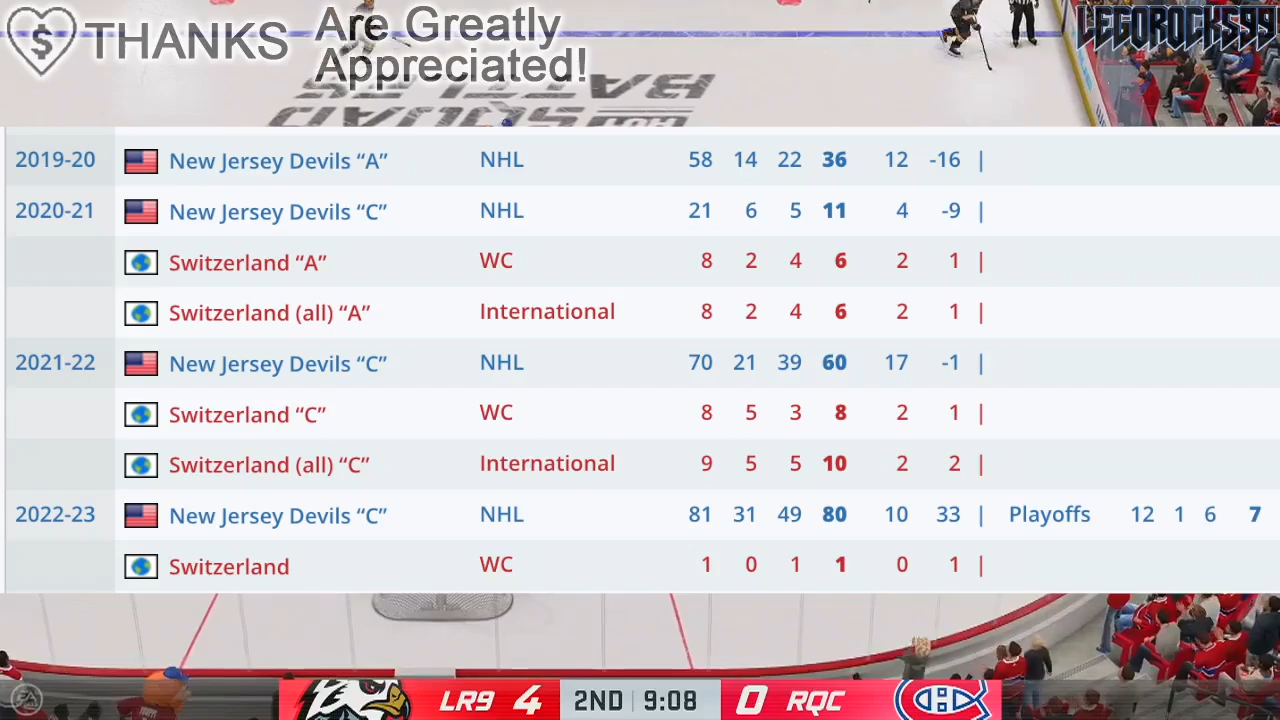 THANKS Are Greatly
Appreciated!
LEGOROCKS99
SQUAD
2019-20 New Jersey Devils “A” NHL 58 14 22 36 12 -16 |
2020-21 New Jersey Devils “C” NHL 21 6 5 11 4 -9 |
Switzerland “A” WC 8 2 4 6 2 1 |
Switzerland (all) “A” International 8 2 4 6 2 1 |
2021-22 New Jersey Devils “C” NHL 70 21 39 60 17 -1 |
Switzerland “C” WC 8 5 3 8 2 1 |
Switzerland (all) “C” International 9 5 5 10 2 2 |
2022-23 New Jersey Devils “C” NHL 81 31 49 80 10 33 | Playoffs 12 1 6 7
Switzerland WC 1 0 1 1 0 1 |
LR9 4 2ND 9:08 0 RQC